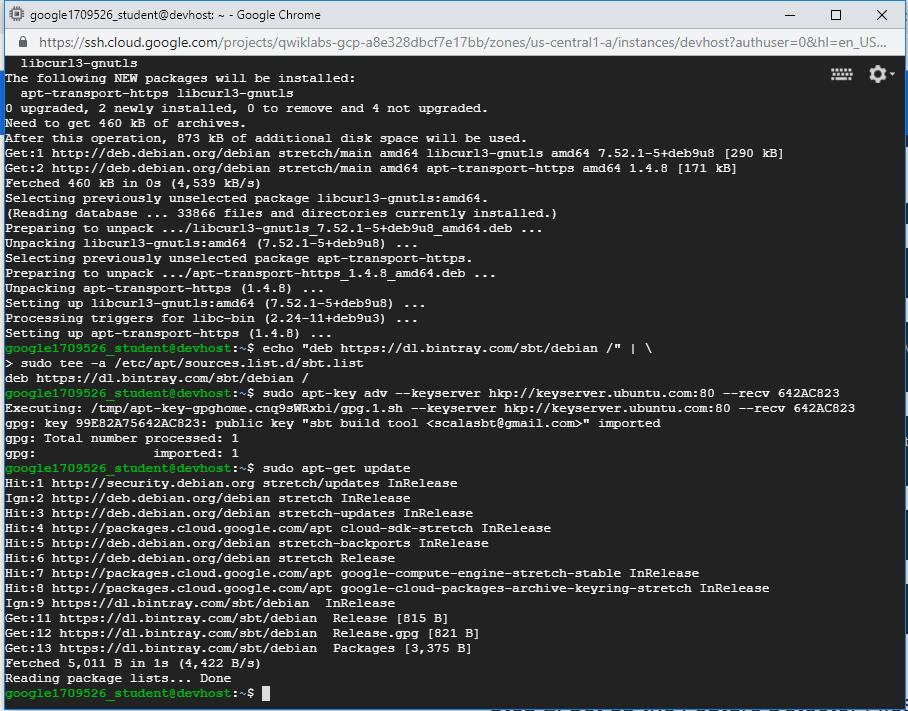 google1709526_student@devhost: ~ - Google Chrome
https://ssh.cloud.google.com/projects/qwiklabs-gcp-a8e328dbcf7e17bb/zones/us-central1-a/instances/devhost?authuser=0&hl=en_US...
  libcurl3-gnutls
The following NEW packages will be installed:
  apt-transport-https libcurl3-gnutls
0 upgraded, 2 newly installed, 0 to remove and 4 not upgraded.
Need to get 460 kB of archives.
After this operation, 873 kB of additional disk space will be used.
Get:1 http://deb.debian.org/debian stretch/main amd64 libcurl3-gnutls amd64 7.52.1-5+deb9u8 [290 kB]
Get:2 http://deb.debian.org/debian stretch/main amd64 apt-transport-https amd64 1.4.8 [171 kB]
Fetched 460 kB in 0s (4,539 kB/s)
Selecting previously unselected package libcurl3-gnutls:amd64.
(Reading database ... 33866 files and directories currently installed.)
Preparing to unpack .../libcurl3-gnutls_7.52.1-5+deb9u8_amd64.deb ...
Unpacking libcurl3-gnutls:amd64 (7.52.1-5+deb9u8) ...
Selecting previously unselected package apt-transport-https.
Preparing to unpack .../apt-transport-https_1.4.8_amd64.deb ...
Unpacking apt-transport-https (1.4.8) ...
Setting up libcurl3-gnutls:amd64 (7.52.1-5+deb9u8) ...
Processing triggers for libc-bin (2.24-11+deb9u3) ...
Setting up apt-transport-https (1.4.8) ...
google1709526_student@devhost:~$ echo "deb https://dl.bintray.com/sbt/debian /" | \
> sudo tee -a /etc/apt/sources.list.d/sbt.list
deb https://dl.bintray.com/sbt/debian /
google1709526_student@devhost:~$ sudo apt-key adv --keyserver hkp://keyserver.ubuntu.com:80 --recv 642AC823
Executing: /tmp/apt-key-gpghome.cnq9sWRxbi/gpg.1.sh --keyserver hkp://keyserver.ubuntu.com:80 --recv 642AC823
gpg: key 99E82A75642AC823: public key "sbt build tool <scalasbt@gmail.com>" imported
gpg: Total number processed: 1
gpg:               imported: 1
google1709526_student@devhost:~$ sudo apt-get update
Hit:1 http://security.debian.org stretch/updates InRelease
Ign:2 http://deb.debian.org/debian stretch InRelease
Hit:3 http://deb.debian.org/debian stretch-updates InRelease
Hit:4 http://packages.cloud.google.com/apt cloud-sdk-stretch InRelease
Hit:5 http://deb.debian.org/debian stretch-backports InRelease
Hit:6 http://deb.debian.org/debian stretch Release
Hit:7 http://packages.cloud.google.com/apt google-compute-engine-stretch-stable InRelease
Hit:8 http://packages.cloud.google.com/apt google-cloud-packages-archive-keyring-stretch InRelease
Ign:9 https://dl.bintray.com/sbt/debian  InRelease
Get:11 https://dl.bintray.com/sbt/debian  Release [815 B]
Get:12 https://dl.bintray.com/sbt/debian  Release.gpg [821 B]
Get:13 https://dl.bintray.com/sbt/debian  Packages [3,375 B]
Fetched 5,011 B in 1s (4,422 B/s)
Reading package lists... Done
google1709526_student@devhost:~$